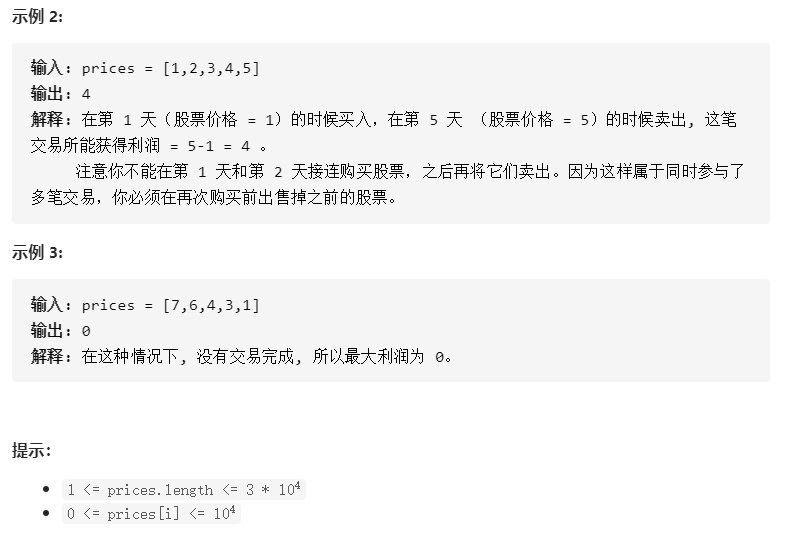 示例 2:
输入: prices = [1,2,3,4,5]
输出: 4
解释: 在第 1 天（股票价格 = 1）的时候买入，在第 5 天 （股票价格 = 5）的时候卖出, 这笔
交易所能获得利润 = 5-1 = 4 。
注意你不能在第 1 天和第 2 天接连购买股票，之后再将它们卖出。因为这样属于同时参与了
多笔交易，你必须在再次购买前出售掉之前的股票。
示例 3:
输入: prices = [7,6,4,3,1]
输出: 0
解释: 在这种情况下, 没有交易完成, 所以最大利润为 0。
提示：
• 1 <= prices.length <= 3 * 10⁴
• 0 <= prices[i] <= 10⁴